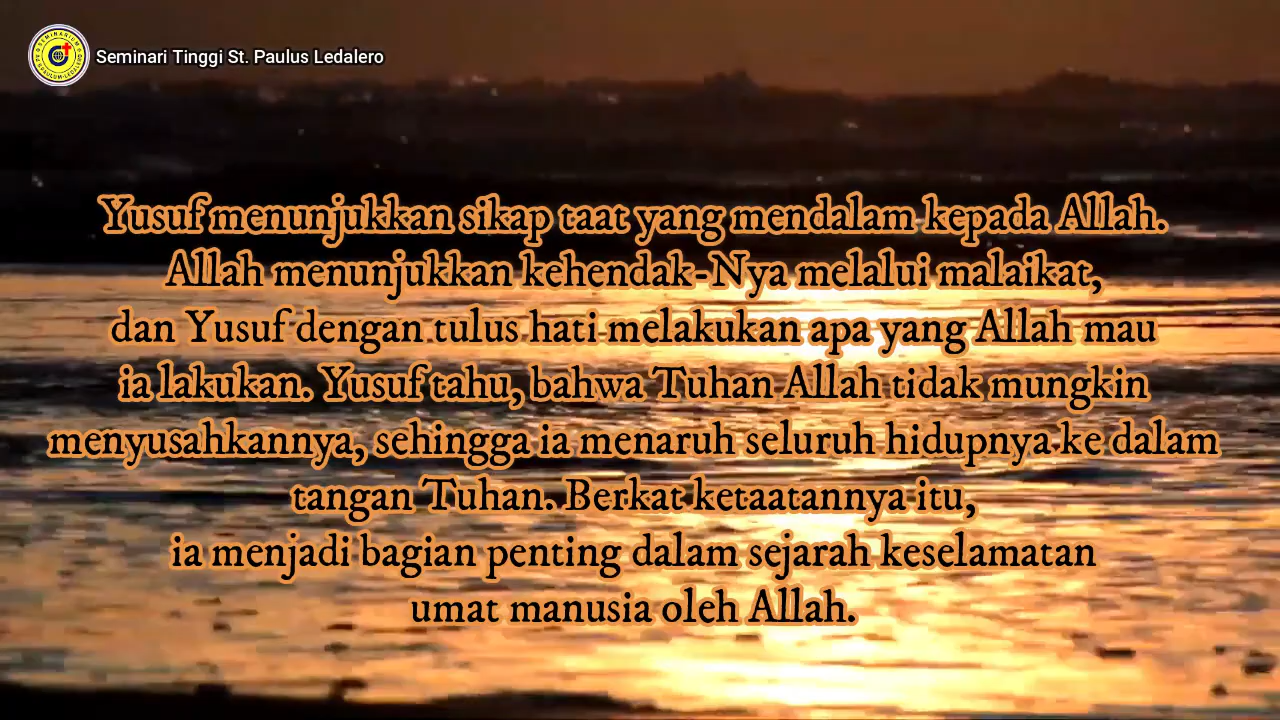 Seminari Tinggi St. Paulus Ledalero
Yusuf menunjukkan sikap taat yang mendalam kepada Allah.
Allah menunjukkan kehendak-Nya melalui malaikat,
dan Yusuf dengan tulus hati melakukan apa yang Allah mau
ia lakukan. Yusuf tahu, bahwa Tuhan Allah tidak mungkin
menyusahkannya, sehingga ia menaruh seluruh hidupnya ke dalam
tangan Tuhan. Berkat ketaatannya itu,
ia menjadi bagian penting dalam sejarah keselamatan
umat manusia oleh Allah.